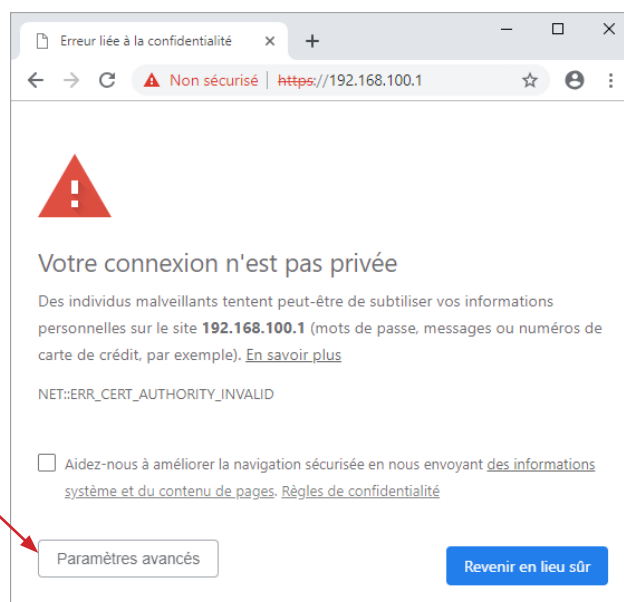 Erreur liée à la confidentialité
Non sécurisé | https://192.168.100.1
Votre connexion n'est pas privée
Des individus malveillants tentent peut-être de subtiliser vos informations
personnelles sur le site 192.168.100.1 (mots de passe, messages ou numéros de
carte de crédit, par exemple). En savoir plus
NET::ERR_CERT_AUTHORITY_INVALID
Aidez-nous à améliorer la navigation sécurisée en nous envoyant des informations
système et du contenu de pages. Règles de confidentialité
Paramètres avancés
Revenir en lieu sûr